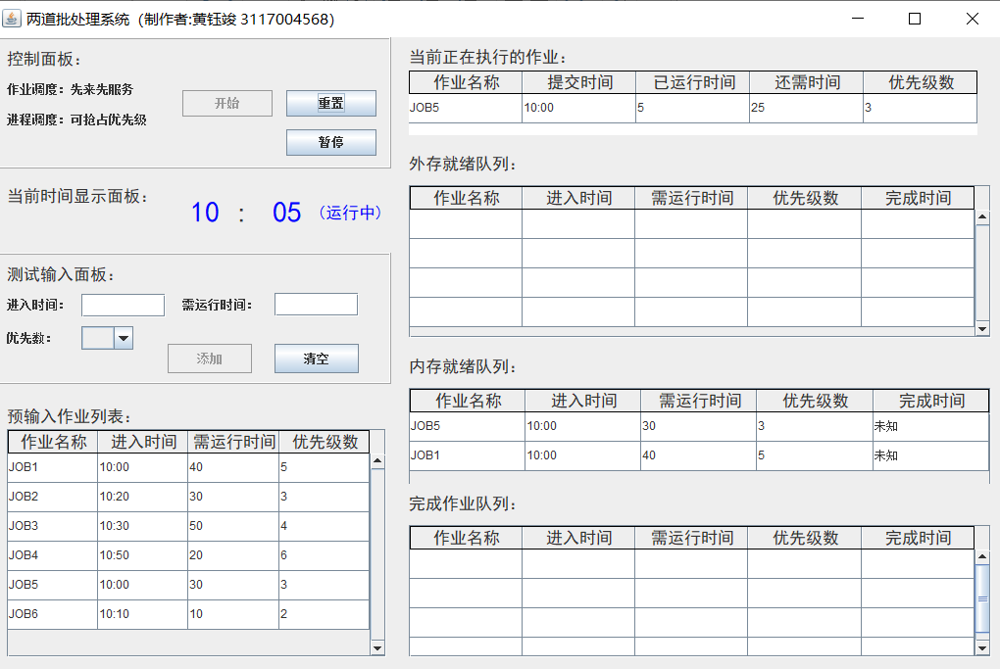 两道批处理系统（制作者:黄钰竣 3117004568）
控制面板：
作业调度：先来先服务
进程调度：可抢占优先级
开始
重置
暂停
当前时间显示面板：
10 ： 05 （运行中）
测试输入面板：
进入时间：
需运行时间：
优先数：
添加
清空
预输入作业列表：
作业名称 进入时间 需运行时间 优先级数
JOB1 10:00 40 5
JOB2 10:20 30 3
JOB3 10:30 50 4
JOB4 10:50 20 6
JOB5 10:00 30 3
JOB6 10:10 10 2
当前正在执行的作业：
作业名称 提交时间 已运行时间 还需时间 优先级数
JOB5 10:00 5 25 3
外存就绪队列：
作业名称 进入时间 需运行时间 优先级数 完成时间
内存就绪队列：
作业名称 进入时间 需运行时间 优先级数 完成时间
JOB5 10:00 30 3 未知
JOB1 10:00 40 5 未知
完成作业队列：
作业名称 进入时间 需运行时间 优先级数 完成时间